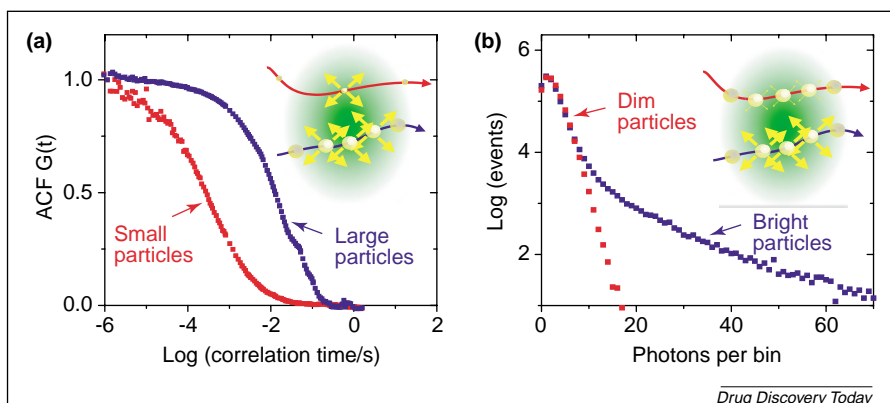 (a)
ACF G(t)
1.0
0.5
0.0
Small
particles
Large
particles
-6
-4
-2
0
2
Log (correlation time/s)
(b)
Log (events)
6
4
2
Dim
particles
Bright
particles
0
20
40
60
Photons per bin
Drug Discovery Today